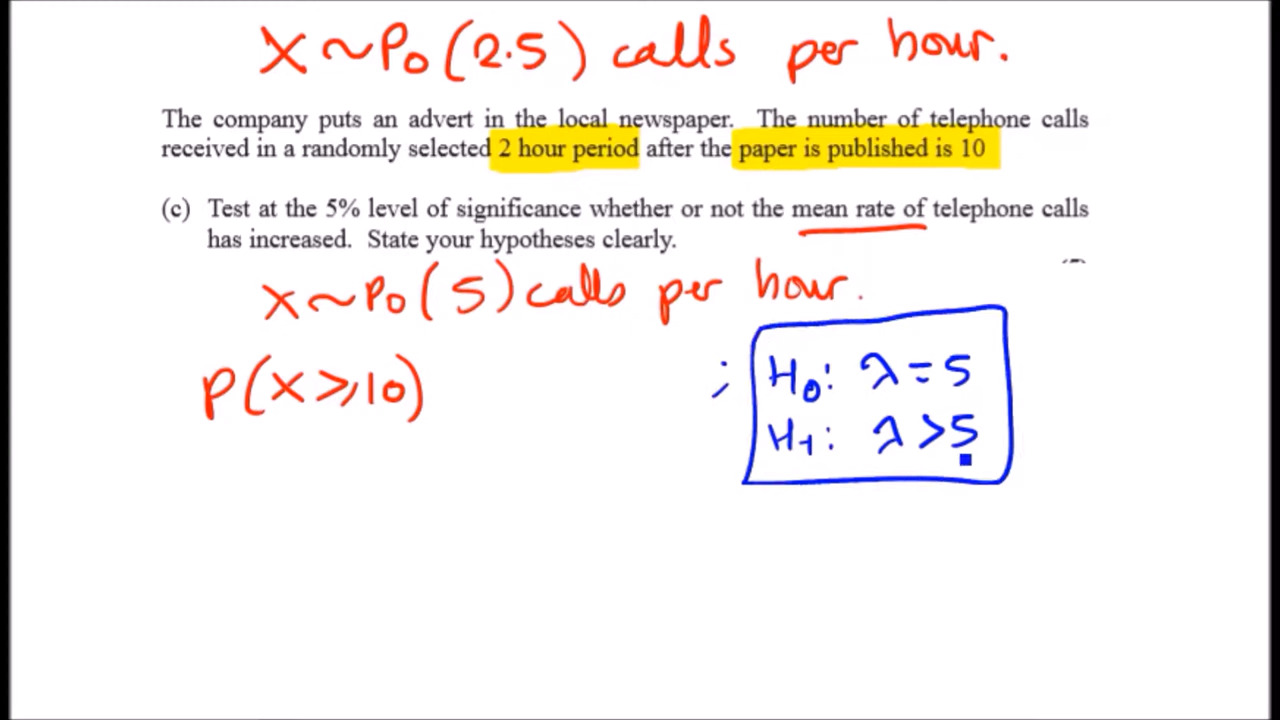 X ~ Po (2.5) calls per hour.
The company puts an advert in the local newspaper. The number of telephone calls
received in a randomly selected 2 hour period after the paper is published is 10
(c) Test at the 5% level of significance whether or not the mean rate of telephone calls
has increased. State your hypotheses clearly.
X ~ Po (5) calls per hour.
P(X ⩾ 10)
; H₀: λ = 5
H₁: λ > 5